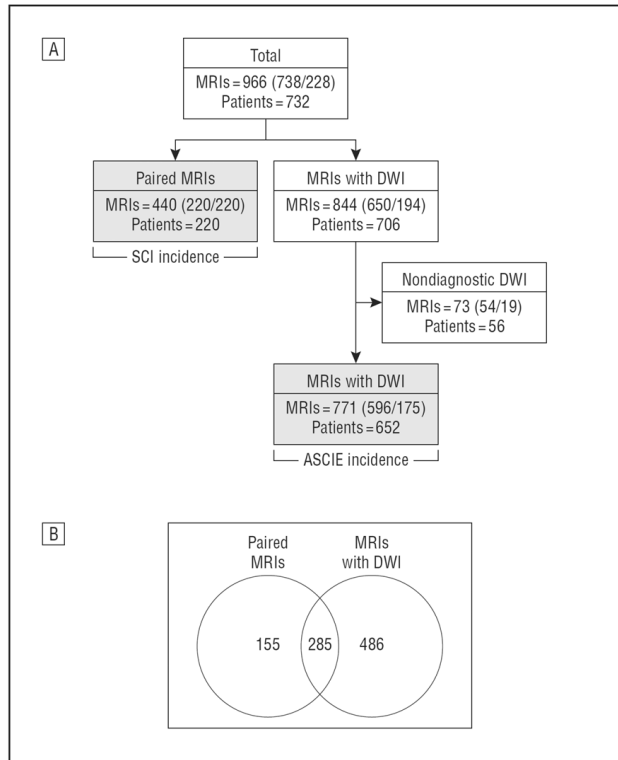 A
Total
MRIs = 966 (738/228)
Patients = 732
Paired MRIs
MRIs = 440 (220/220)
Patients = 220
SCI incidence
MRIs with DWI
MRIs = 844 (650/194)
Patients = 706
Nondiagnostic DWI
MRIs = 73 (54/19)
Patients = 56
MRIs with DWI
MRIs = 771 (596/175)
Patients = 652
ASCIE incidence
B
Paired
MRIs
MRIs
with DWI
155
285
486